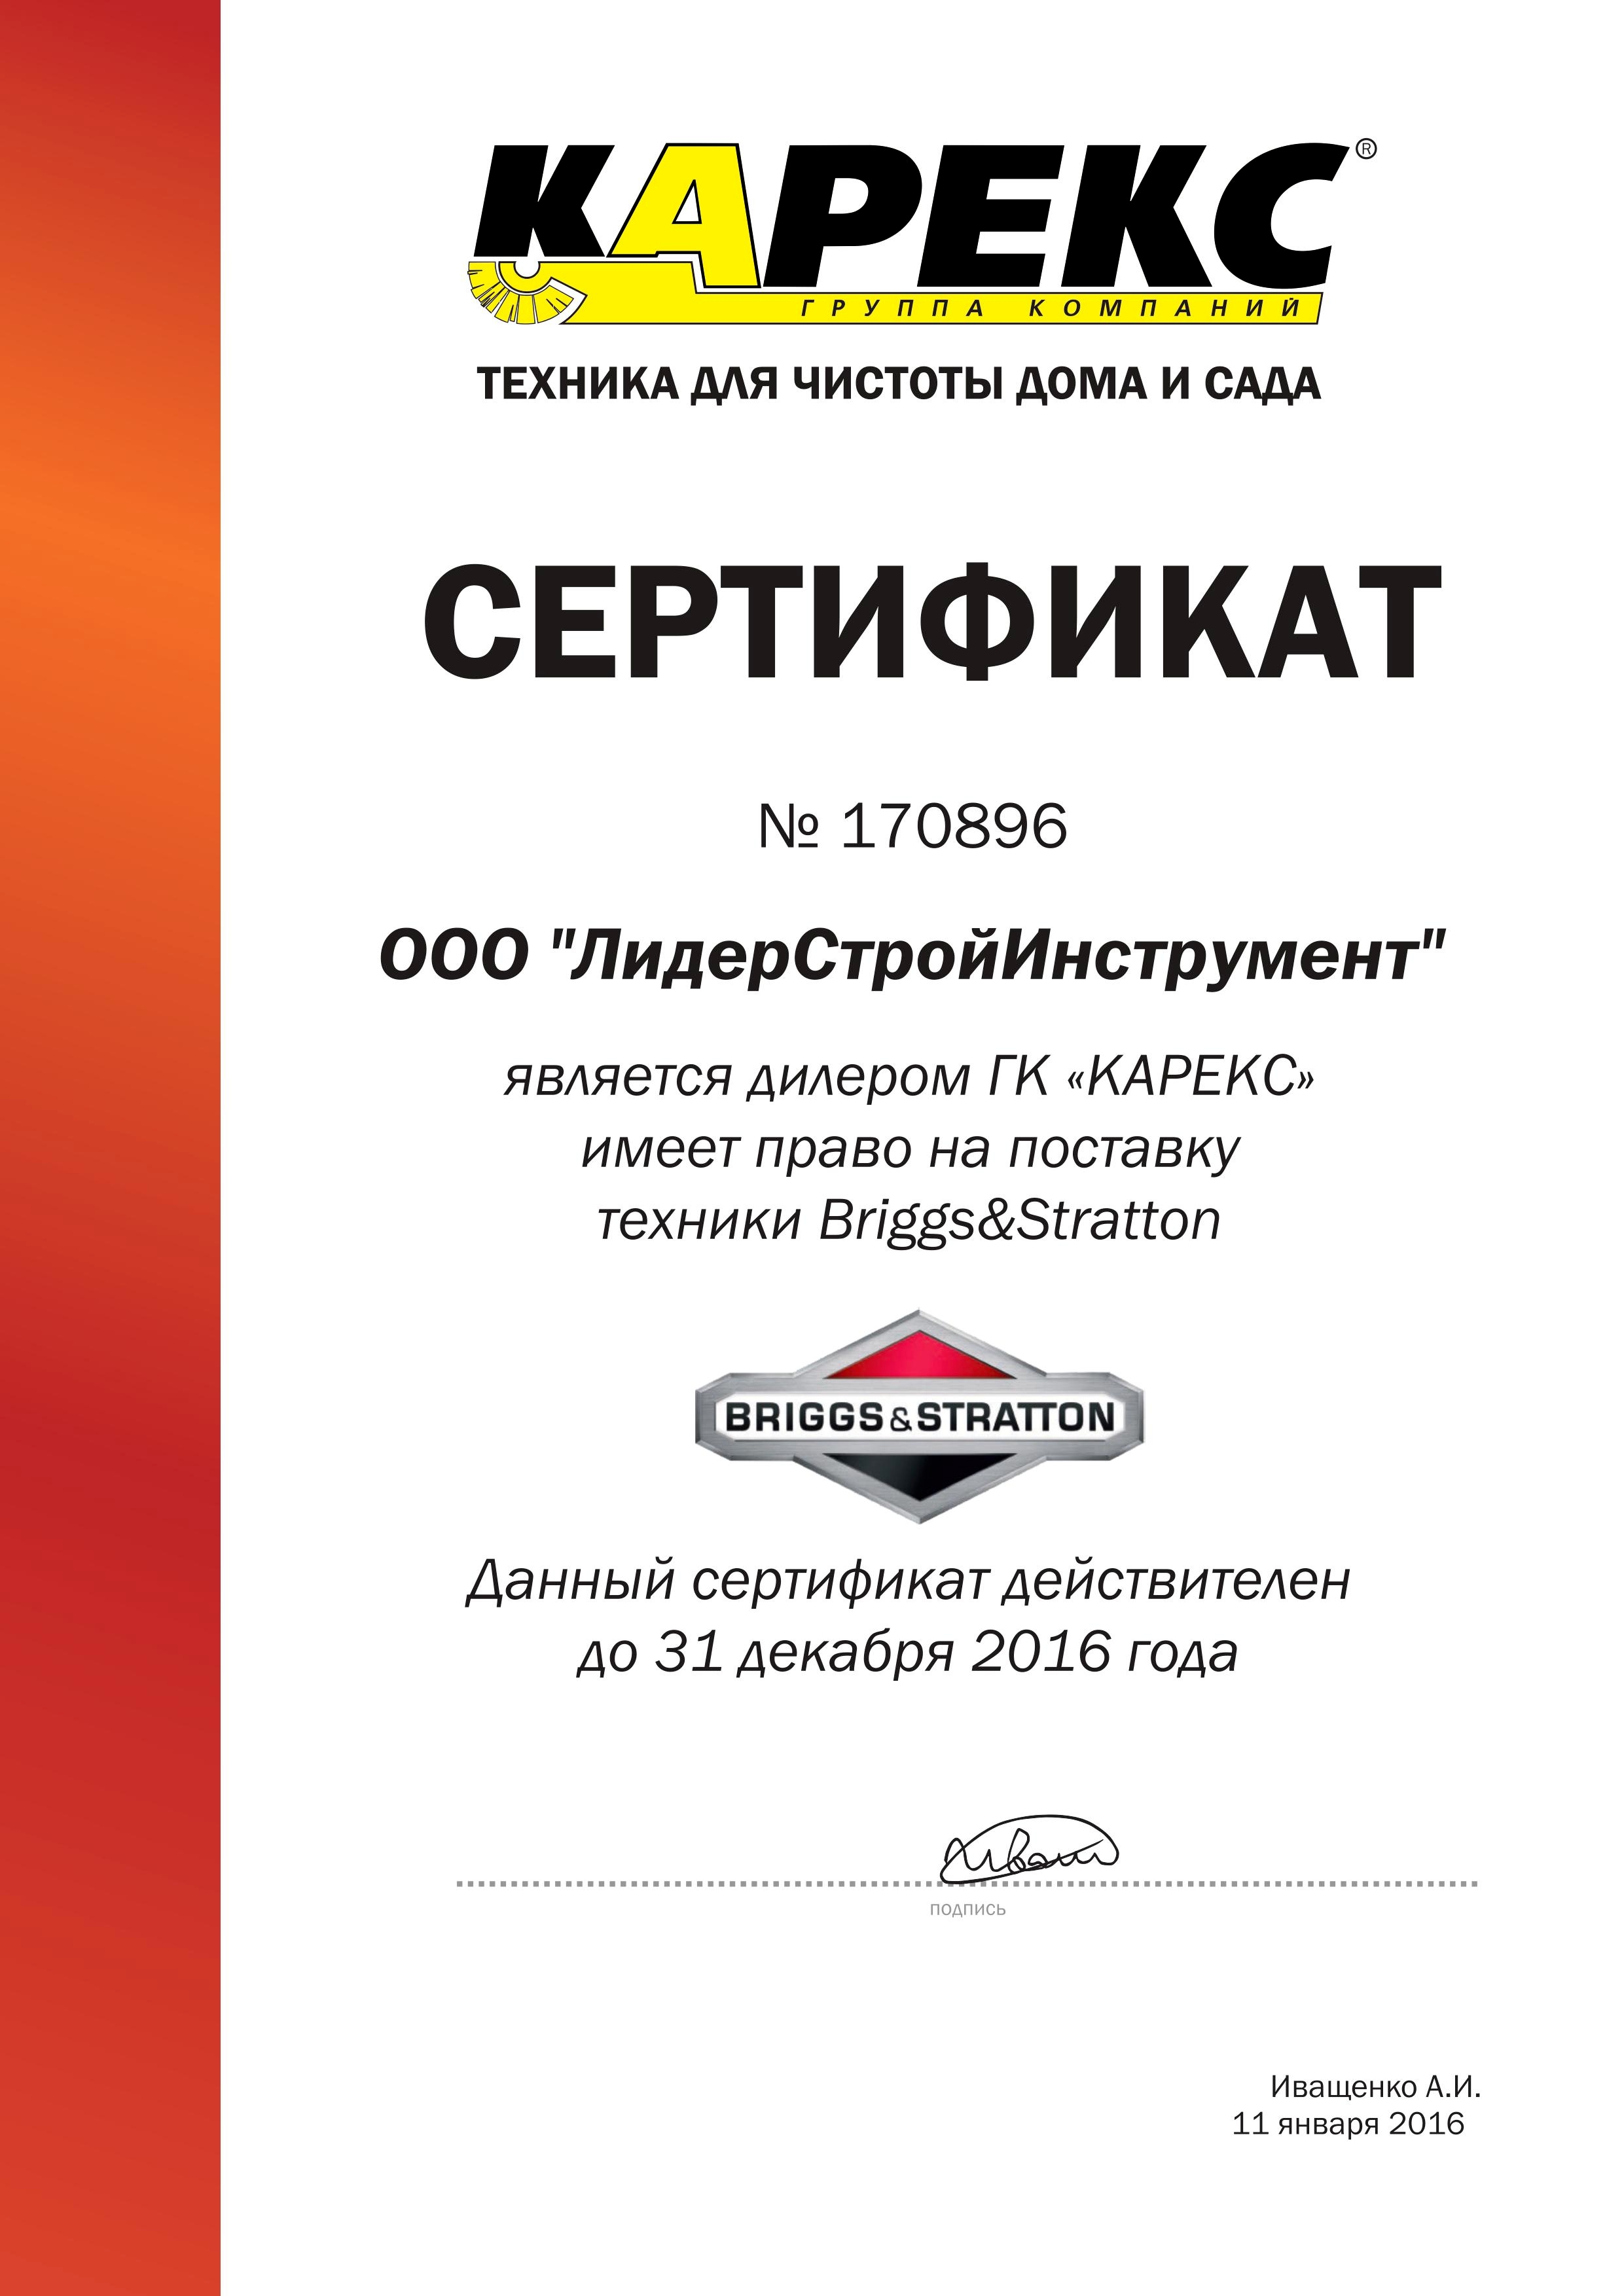 КАРЕКС®
ГРУППА КОМПАНИЙ
ТЕХНИКА ДЛЯ ЧИСТОТЫ ДОМА И САДА
СЕРТИФИКАТ
№ 170896
ООО "ЛидерСтройИнструмент"
является дилером ГК «КАРЕКС»
имеет право на поставку
техники Briggs&Stratton
BRIGGS&STRATTON
Данный сертификат действителен
до 31 декабря 2016 года
подпись
Иващенко А.И.
11 января 2016